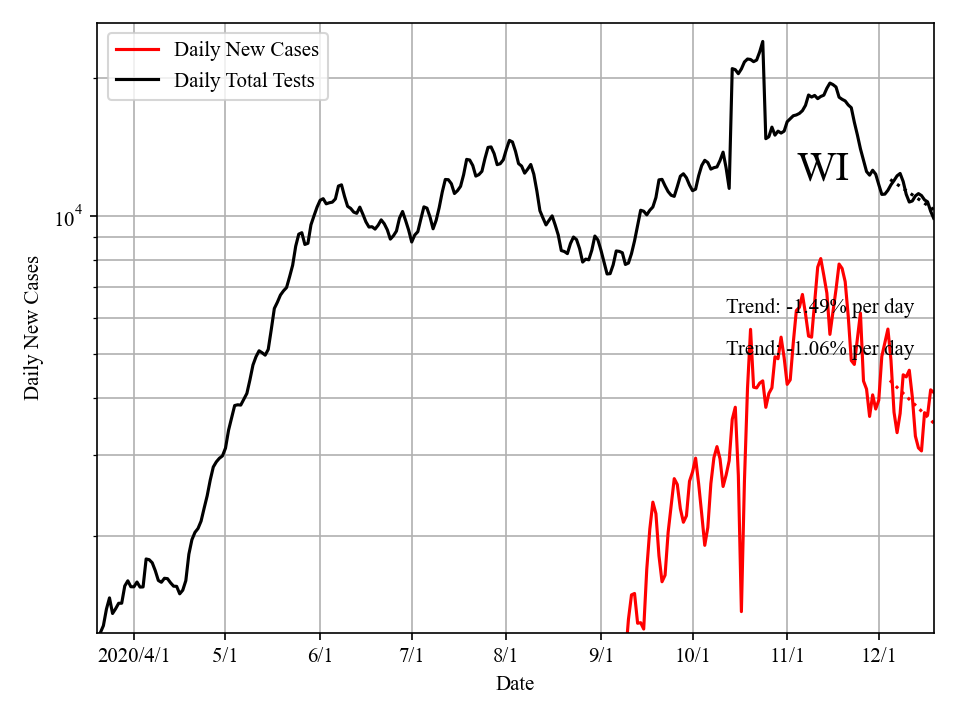 Daily New Cases
Daily Total Tests
WI
10^4
Trend: -1.49% per day
Trend: -1.06% per day
Daily New Cases
2020/4/1 5/1 6/1 7/1 8/1 9/1 10/1 11/1 12/1
Date